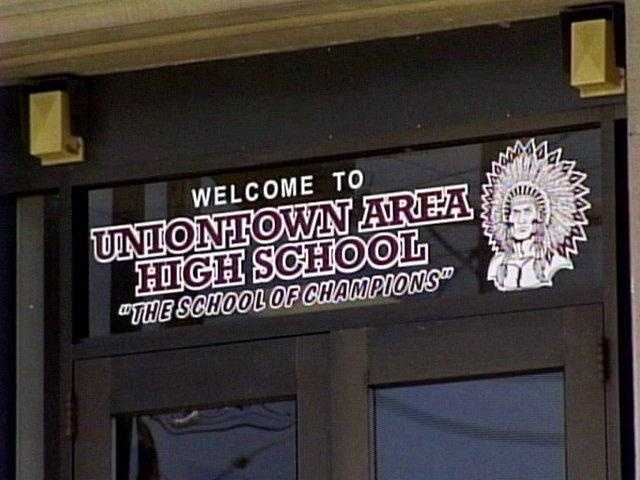 WELCOME TO
UNIONTOWN AREA
HIGH SCHOOL
"THE SCHOOL OF CHAMPIONS"